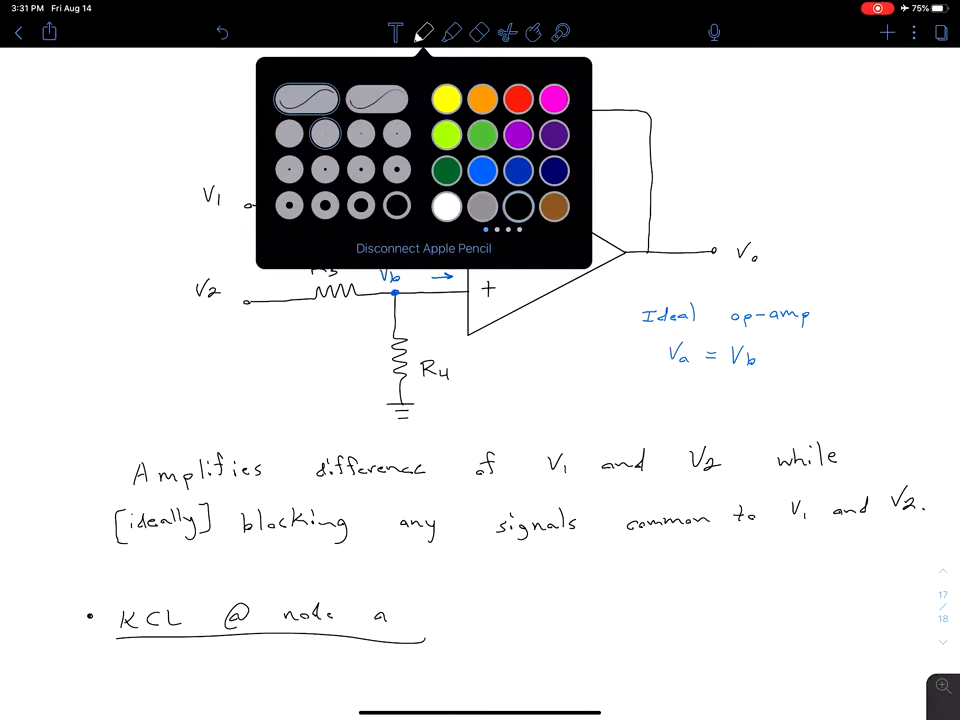 3:31 PM Fri Aug 14
75%
T
Disconnect Apple Pencil
V1
V2
Vb →
+
Vo
R4
Ideal op-amp
Va = Vb
Amplifies difference of V1 and V2 while
[ideally] blocking any signals common to V1 and V2.
• KCL @ node a
17
/
18